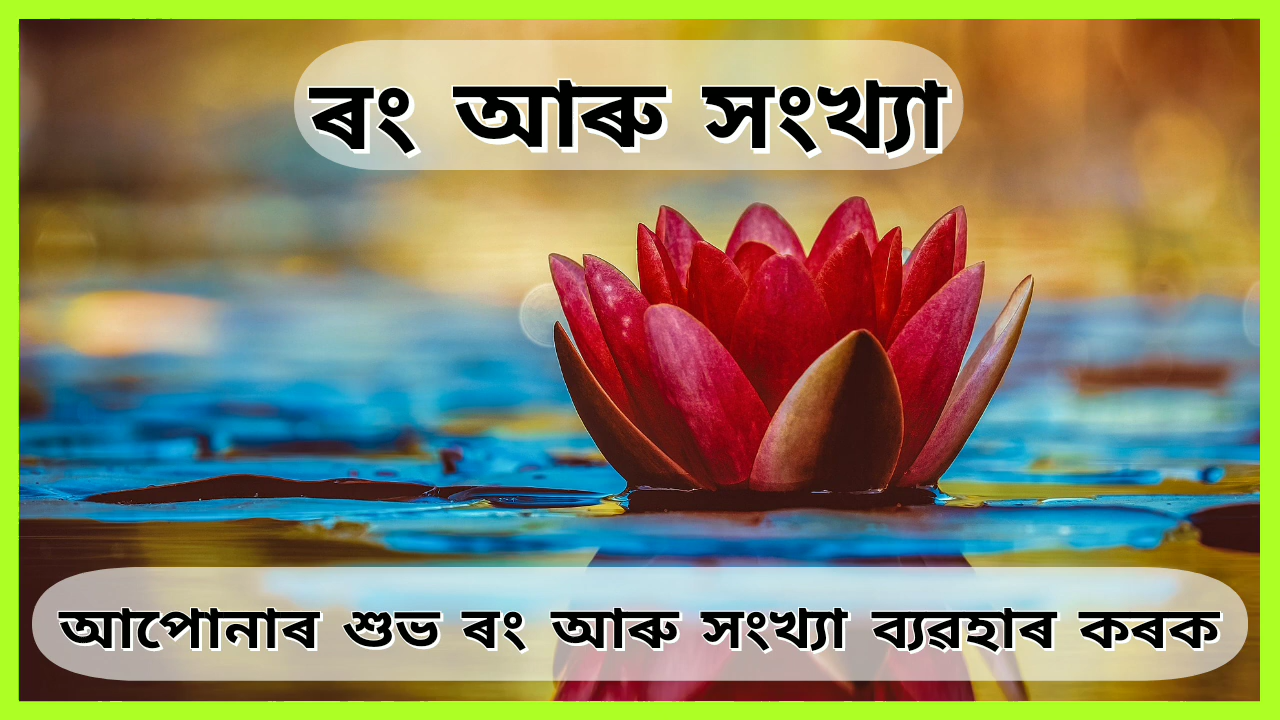 ৰং আৰু সংখ্যা
আপোনাৰ শুভ ৰং আৰু সংখ্যা ব্যৱহাৰ কৰক